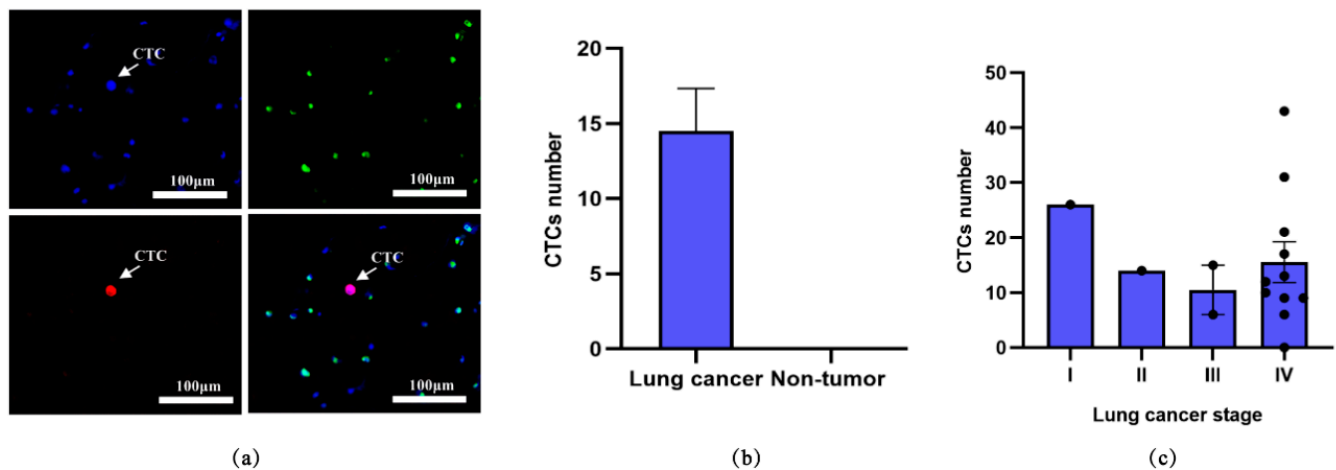 CTC
100μm
100μm
CTC
100μm
CTC
100μm
(a)
CTCs number
20
15
10
5
0
Lung cancer Non-tumor
(b)
CTCs number
50
40
30
20
10
0
I II III IV
Lung cancer stage
(c)